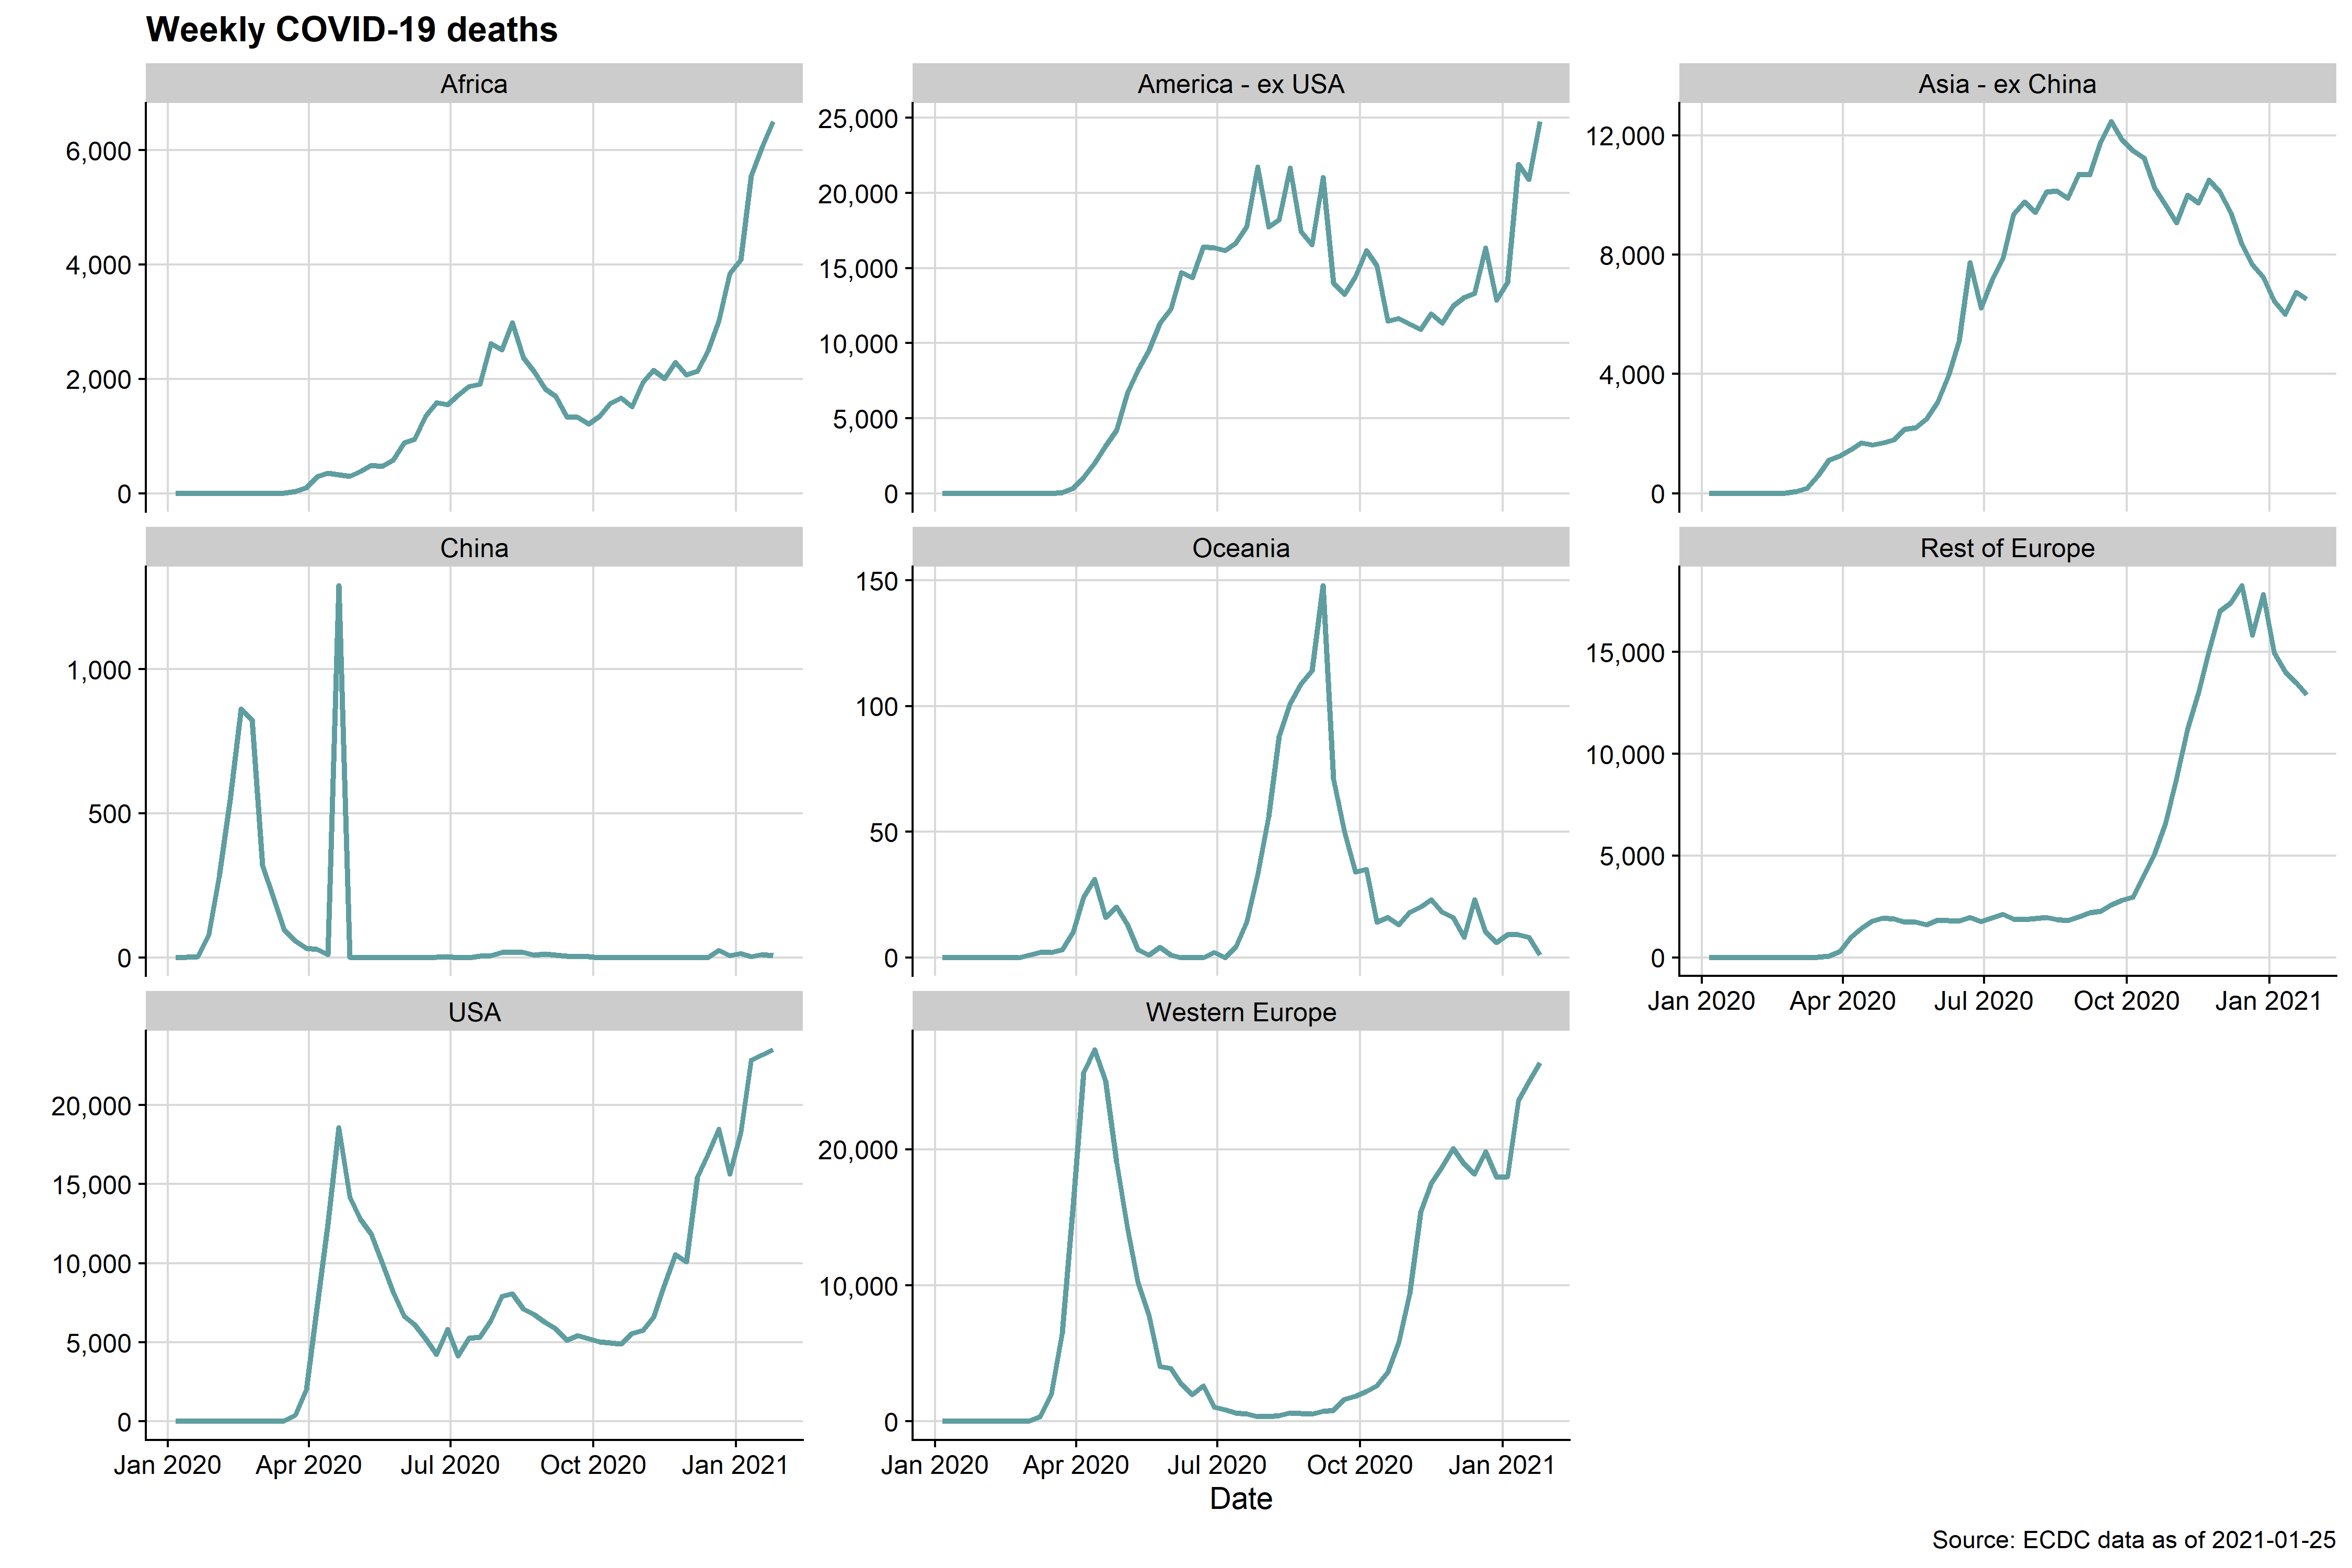 Weekly COVID-19 deaths
Africa
America - ex USA
Asia - ex China
6,000
4,000
2,000
0
25,000
20,000
15,000
10,000
5,000
0
12,000
8,000
4,000
0
China
Oceania
Rest of Europe
1,000
500
0
150
100
50
0
15,000
10,000
5,000
0
Jan 2020 Apr 2020 Jul 2020 Oct 2020 Jan 2021
USA
Western Europe
20,000
15,000
10,000
5,000
0
20,000
10,000
0
Jan 2020 Apr 2020 Jul 2020 Oct 2020 Jan 2021
Jan 2020 Apr 2020 Jul 2020 Oct 2020 Jan 2021
Date
Source: ECDC data as of 2021-01-25